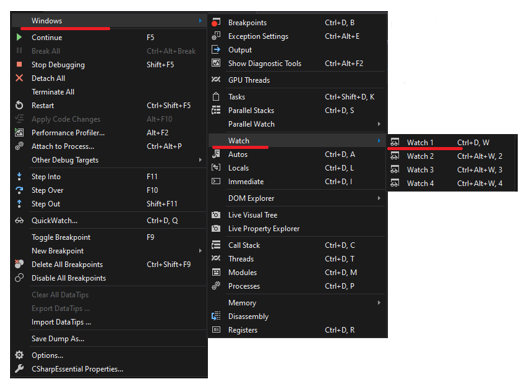 Windows
Continue F5
Break All Ctrl+Alt+Break
Stop Debugging Shift+F5
Detach All
Terminate All
Restart Ctrl+Shift+F5
Apply Code Changes Alt+F10
Performance Profiler... Alt+F2
Attach to Process... Ctrl+Alt+P
Other Debug Targets
Step Into F11
Step Over F10
Step Out Shift+F11
QuickWatch... Ctrl+D, Q
Toggle Breakpoint F9
New Breakpoint
Delete All Breakpoints Ctrl+Shift+F9
Disable All Breakpoints
Clear All DataTips
Export DataTips ...
Import DataTips ...
Save Dump As...
Options...
CSharpEssential Properties...
Breakpoints Ctrl+D, B
Exception Settings Ctrl+Alt+E
Output
Show Diagnostic Tools Ctrl+Alt+F2
GPU Threads
Tasks Ctrl+Shift+D, K
Parallel Stacks Ctrl+D, S
Parallel Watch
Watch
Autos Ctrl+D, A
Locals Ctrl+D, L
Immediate Ctrl+D, I
DOM Explorer
Live Visual Tree
Live Property Explorer
Call Stack Ctrl+D, C
Threads Ctrl+D, T
Modules Ctrl+D, M
Processes Ctrl+D, P
Memory
Disassembly
Registers Ctrl+D, R
Watch 1 Ctrl+D, W
Watch 2 Ctrl+Alt+W, 2
Watch 3 Ctrl+Alt+W, 3
Watch 4 Ctrl+Alt+W, 4